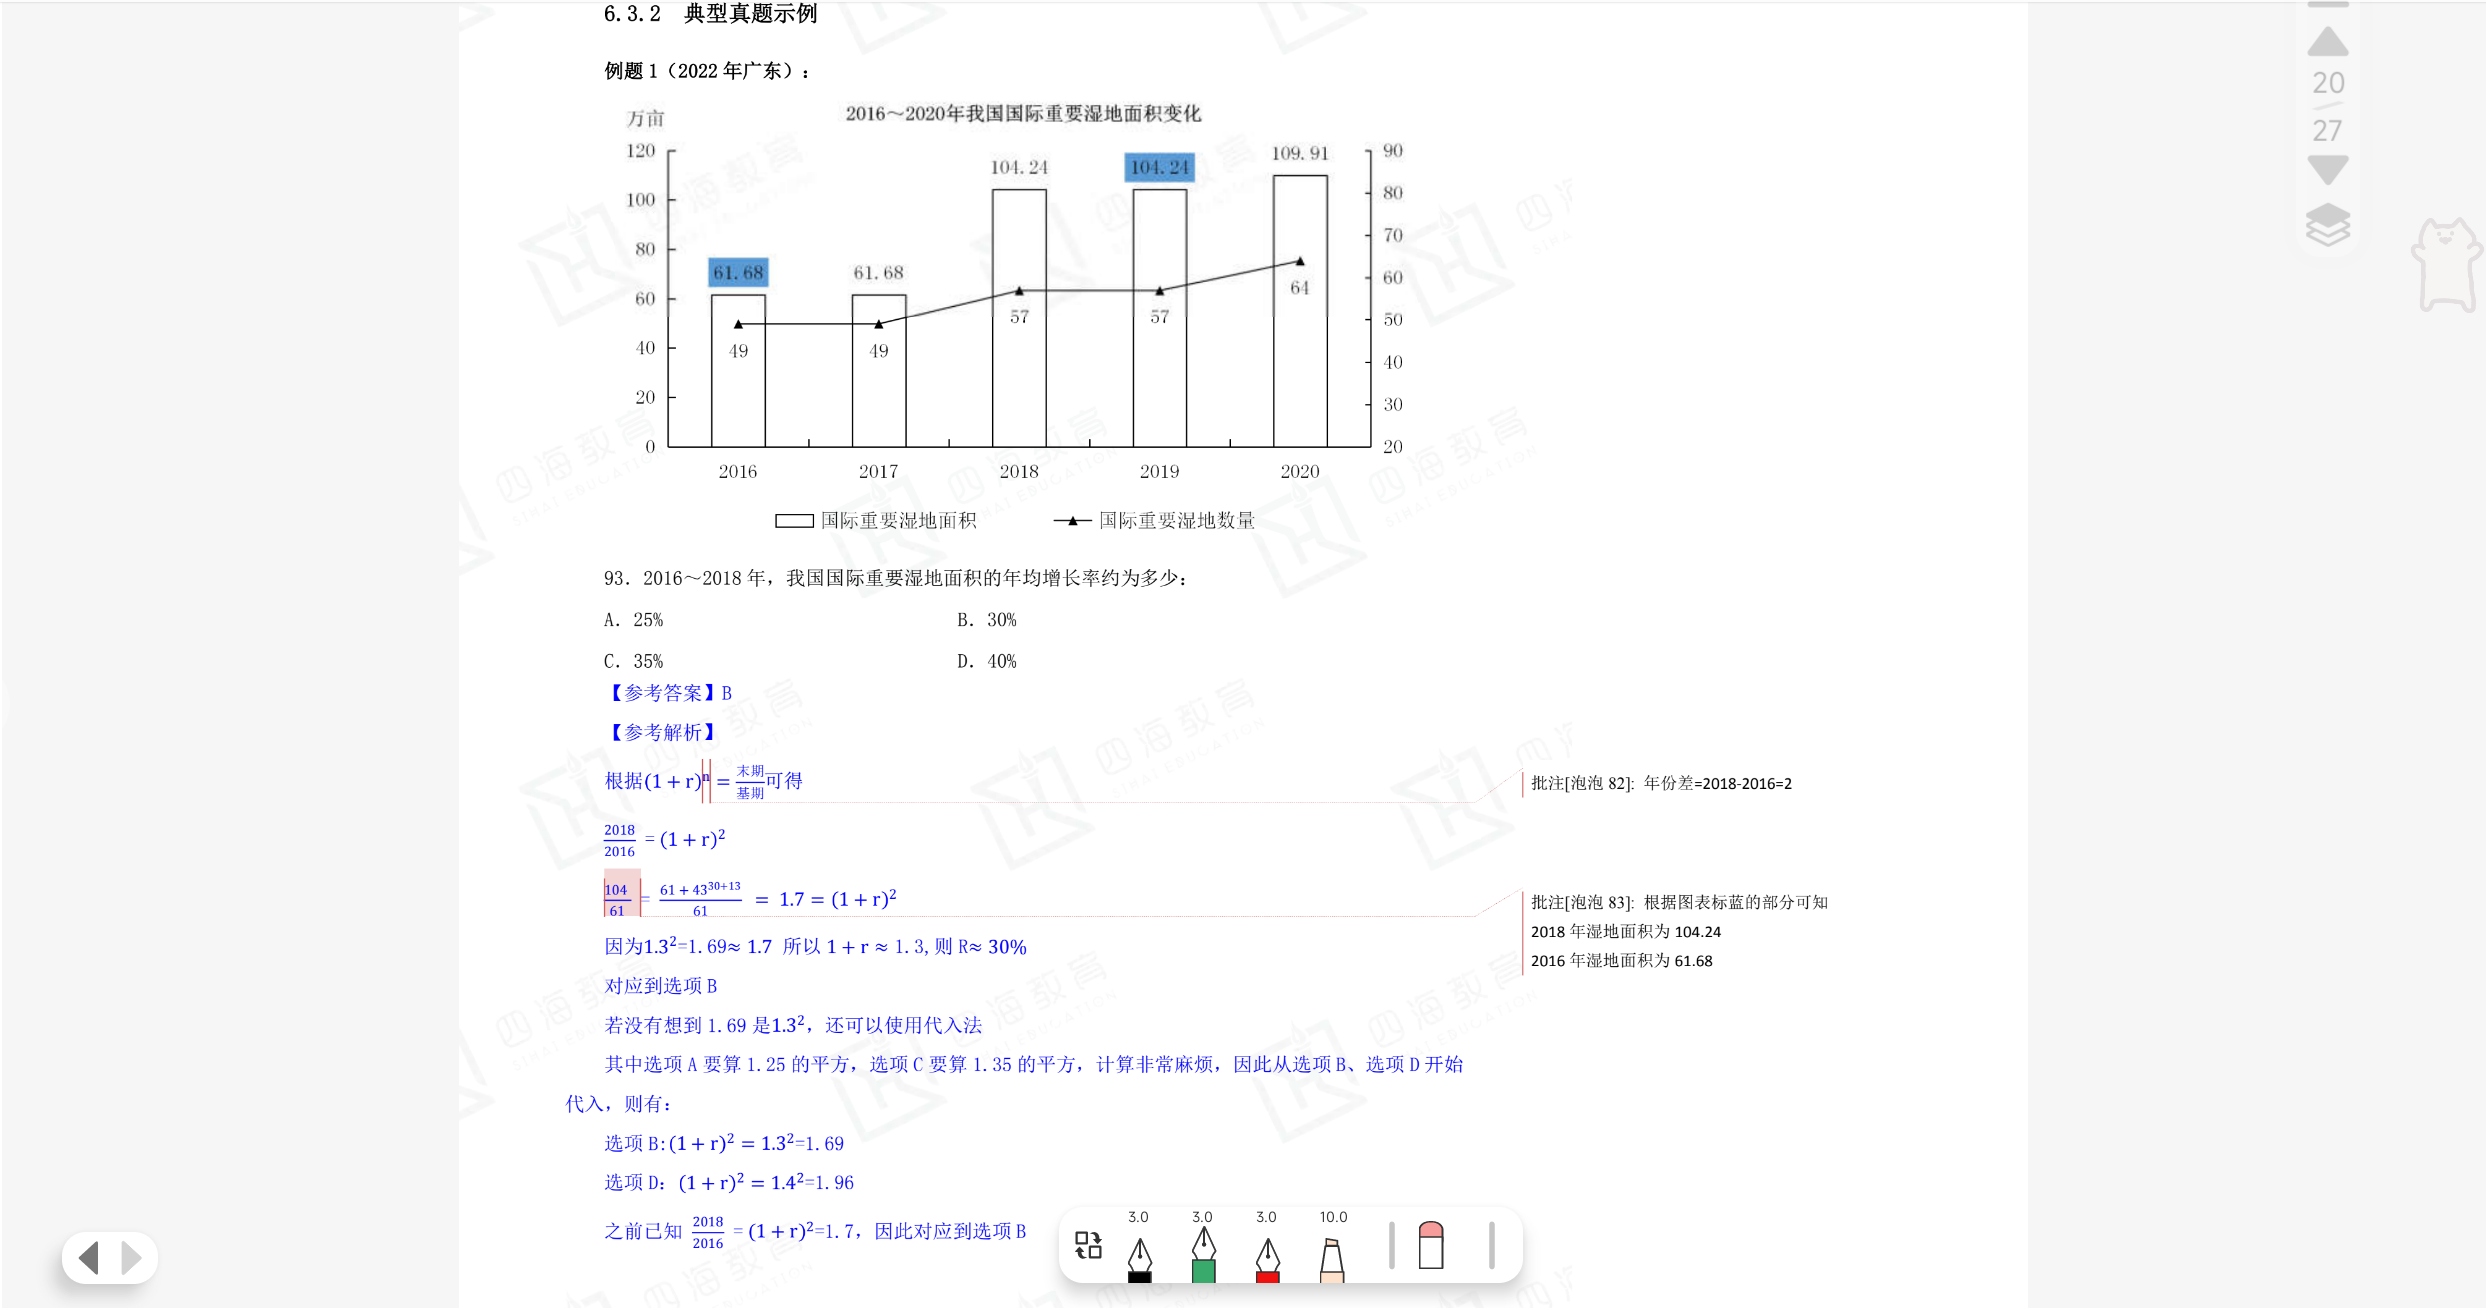 6.3.2 典型真题示例
例题 1（2022 年广东）：
2016～2020年我国国际重要湿地面积变化
万亩
120
100
80
60
40
20
0
90
80
70
60
50
40
30
20
61.68
61.68
104.24
104.24
109.91
49
49
57
57
64
2016 2017 2018 2019 2020
国际重要湿地面积 国际重要湿地数量
93. 2016～2018 年，我国国际重要湿地面积的年均增长率约为多少：
A. 25% B. 30%
C. 35% D. 40%
【参考答案】B
【参考解析】
根据(1 + r)ⁿ = 末期/基期 可得
批注[泡泡 82]: 年份差=2018-2016=2
2018/2016 = (1 + r)²
104/61 = 61 + 43³⁰⁺¹³/61 = 1.7 = (1 + r)²
批注[泡泡 83]: 根据图表标蓝的部分可知
2018 年湿地面积为 104.24
2016 年湿地面积为 61.68
因为1.3²=1.69≈ 1.7 所以 1 + r ≈ 1.3, 则 R≈ 30%
对应到选项 B
若没有想到 1.69 是1.3²，还可以使用代入法
其中选项 A 要算 1.25 的平方，选项 C 要算 1.35 的平方，计算非常麻烦，因此从选项 B、选项 D 开始
代入，则有：
选项 B:(1 + r)² = 1.3²=1.69
选项 D：(1 + r)² = 1.4²=1.96
之前已知 2018/2016 = (1 + r)²=1.7，因此对应到选项 B
20
27
3.0 3.0 3.0 10.0
四海教育
SIHAI EDUCATION